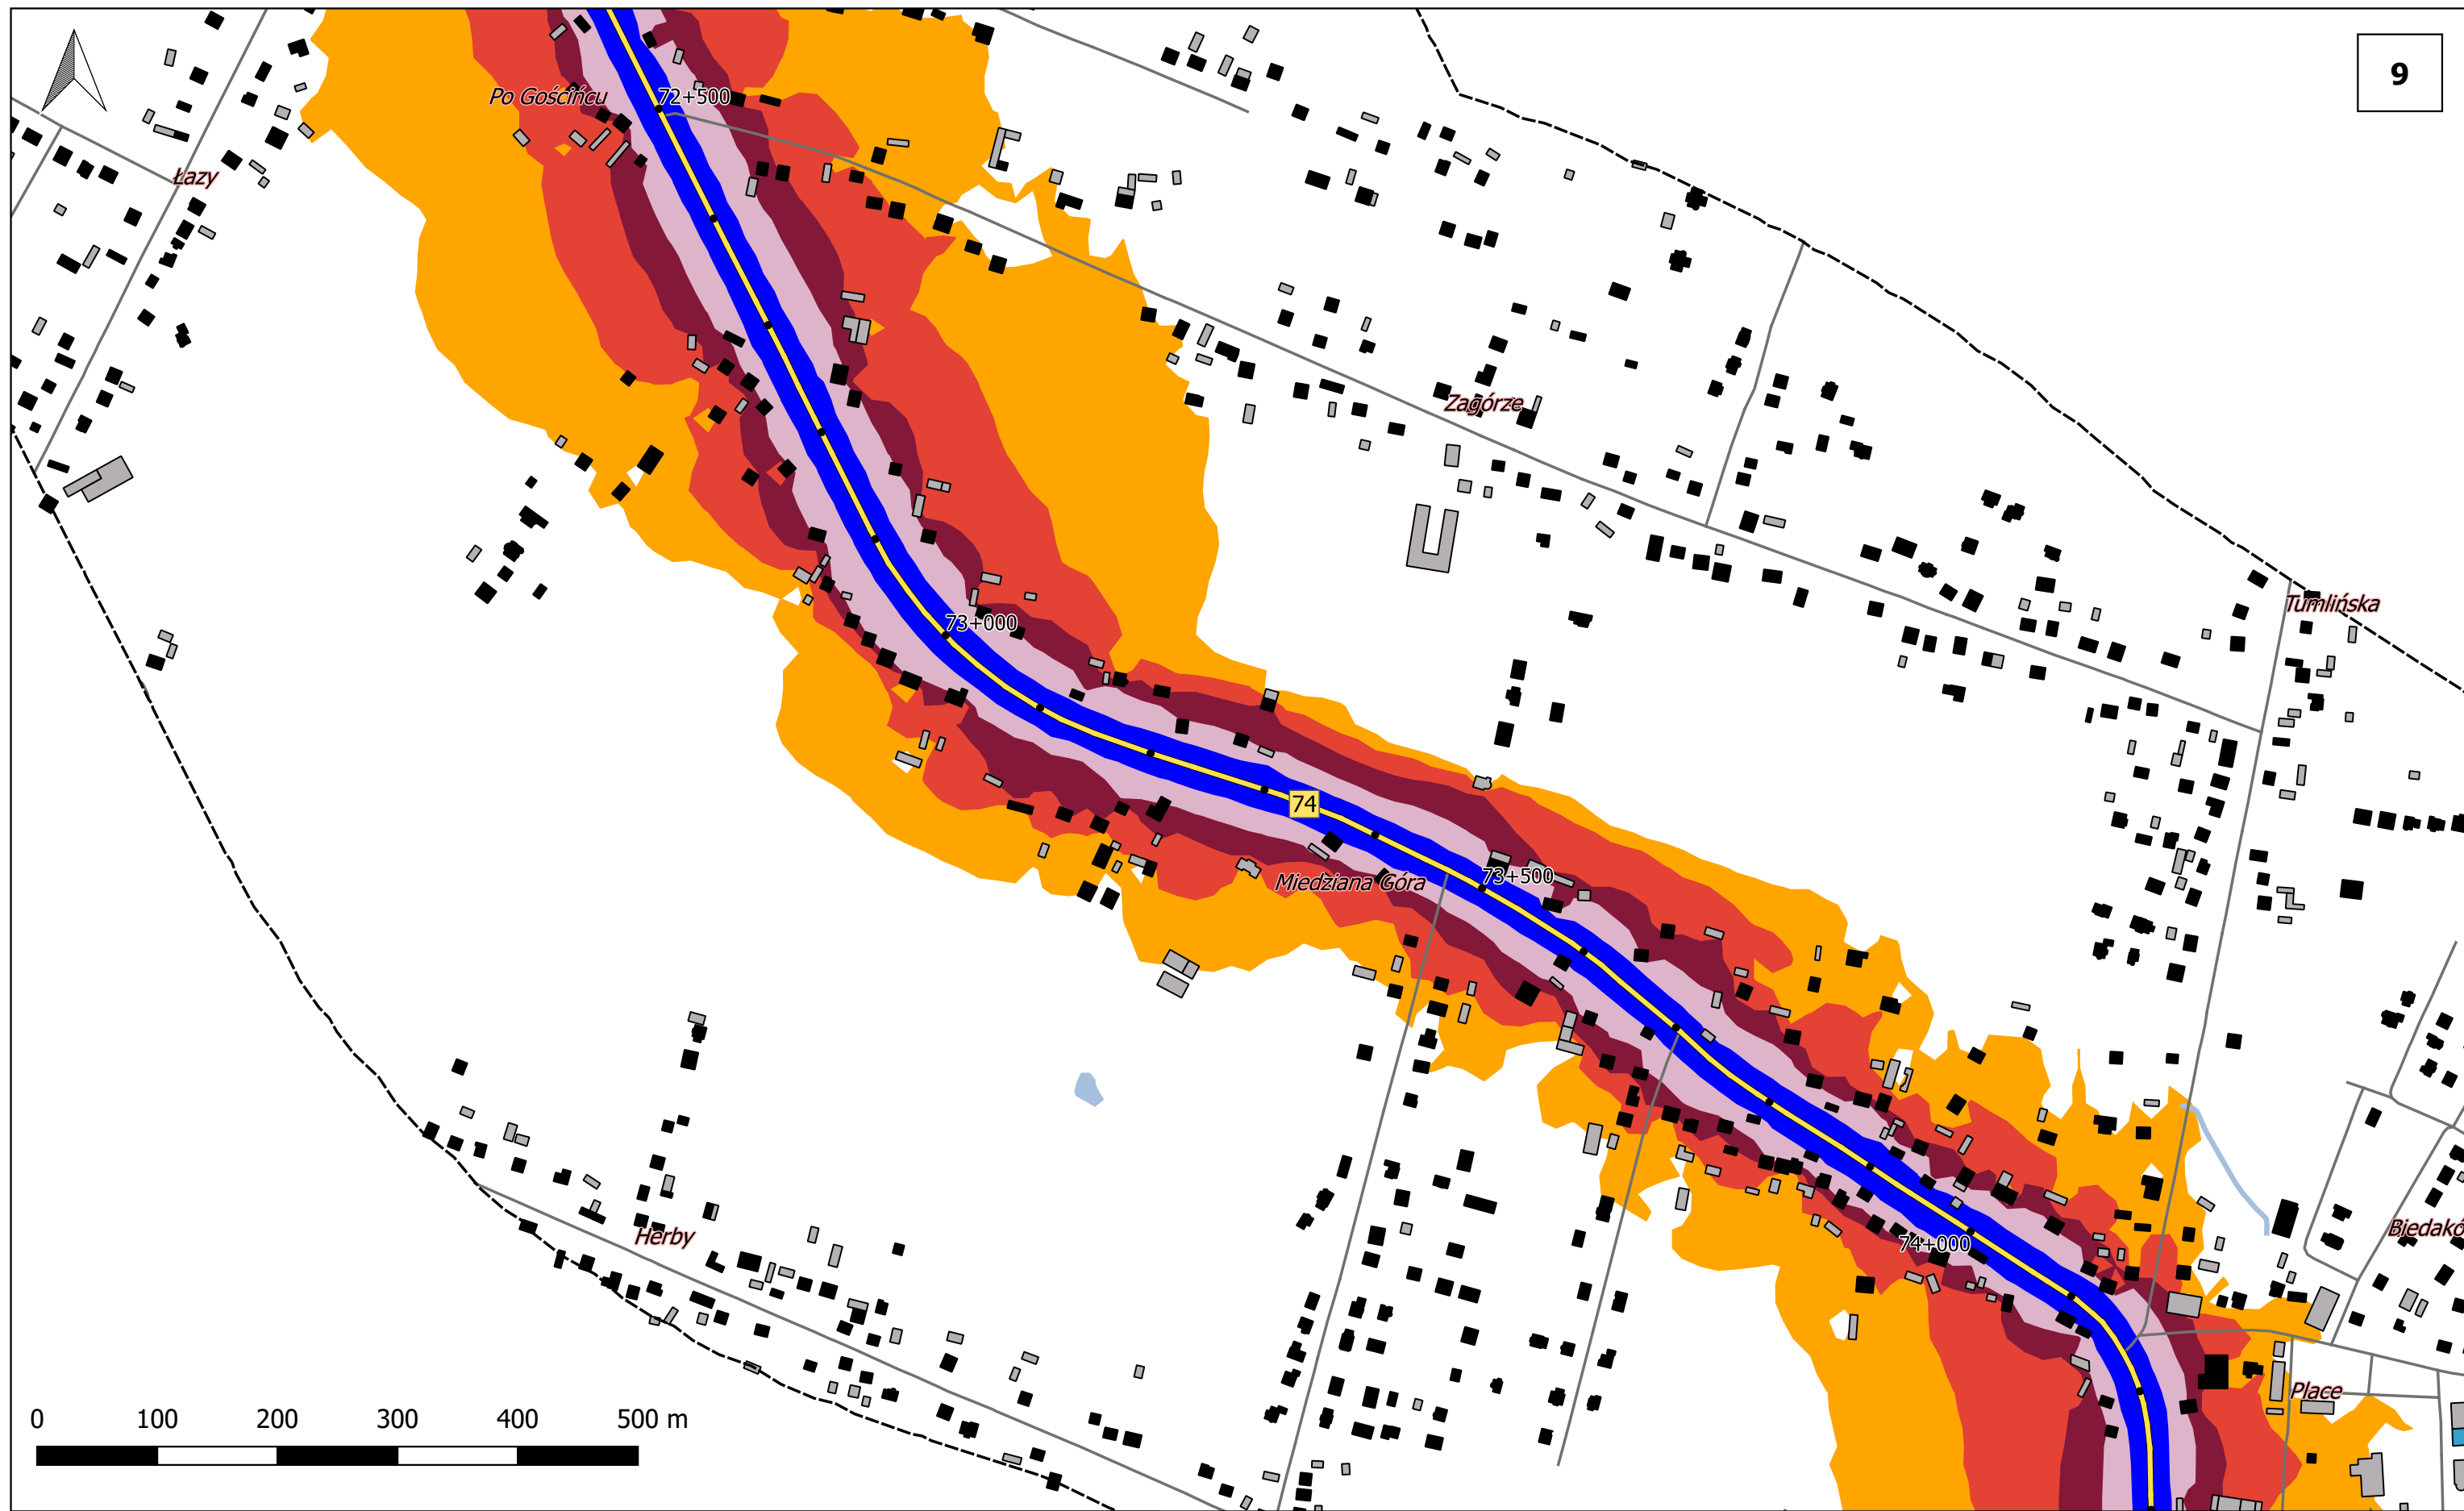 9
Po Gościńcu
72+500
Łazy
Zagórze
Tumlińska
73+000
74
73+500
Miedziana Góra
Herby
74+000
Biedakó
Place
0 100 200 300 400 500 m